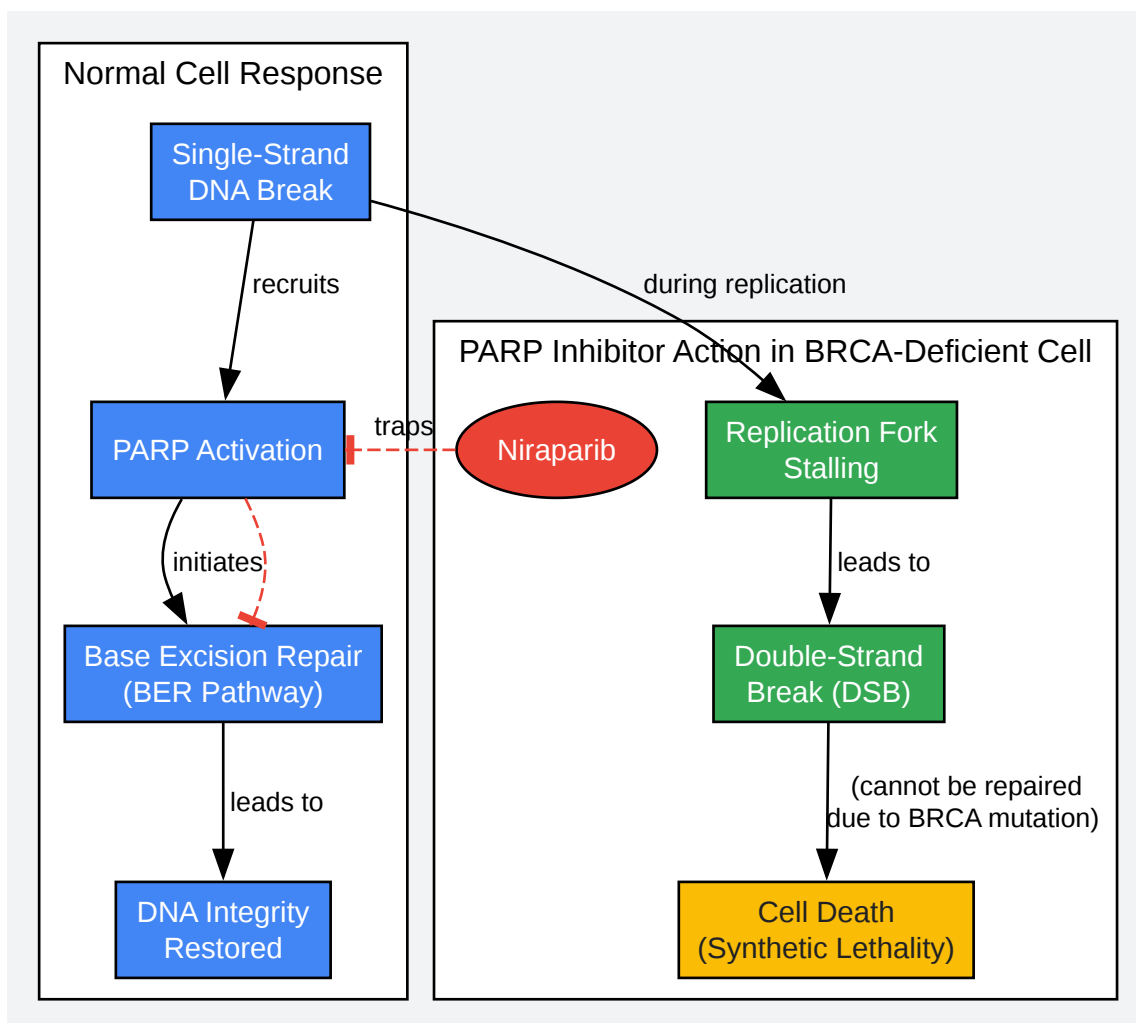 Normal Cell Response
Single-Strand
DNA Break
recruits
during replication
PARP Inhibitor Action in BRCA-Deficient Cell
PARP Activation
traps
Niraparib
Replication Fork
Stalling
initiates
leads to
Base Excision Repair
(BER Pathway)
Double-Strand
Break (DSB)
leads to
(cannot be repaired
due to BRCA mutation)
DNA Integrity
Restored
Cell Death
(Synthetic Lethality)